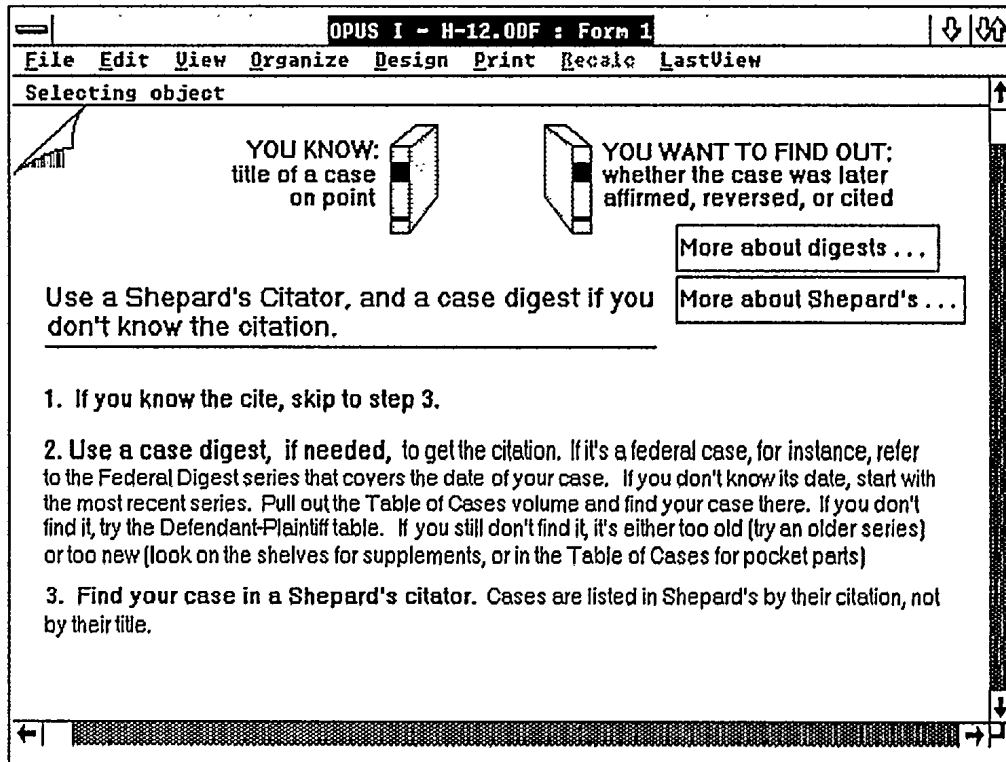 OPUS I - H-12.ODF : Form 1
File Edit View Organize Design Print Recalc LastView
Selecting object
YOU KNOW:
title of a case
on point
YOU WANT TO FIND OUT:
whether the case was later
affirmed, reversed, or cited
More about digests ...
More about Shepard's ...
Use a Shepard's Citator, and a case digest if you
don't know the citation.
1. If you know the cite, skip to step 3.
2. Use a case digest, if needed, to get the citation. If it's a federal case, for instance, refer
to the Federal Digest series that covers the date of your case. If you don't know its date, start with
the most recent series. Pull out the Table of Cases volume and find your case there. If you don't
find it, try the Defendant-Plaintiff table. If you still don't find it, it's either too old (try an older series)
or too new (look on the shelves for supplements, or in the Table of Cases for pocket parts)
3. Find your case in a Shepard's citator. Cases are listed in Shepard's by their citation, not
by their title.